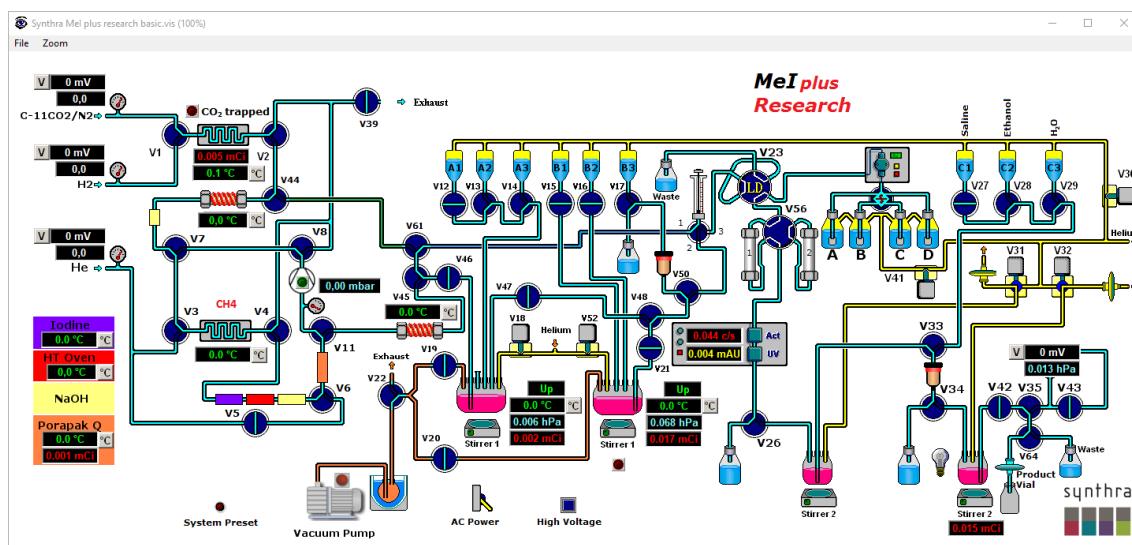 Synthra MeI plus research basic.vis (100%)
File Zoom
V 0 mV
0,0
C-11CO2/N2
V1
CO2 trapped
0.005 mCi
0.1 °C
V2
V39
Exhaust
V 0 mV
0,0
H2
V44
0,0 °C
V 0 mV
0,0
He
V7
V8
0,00 mbar
CH4
V3
V4
0.0 °C
V11
V6
V5
Iodine
0.0 °C
HT Oven
0,0 °C
NaOH
Porapak Q
0.0 °C
0.001 mCi
MeI plus
Research
A1 A2 A3 B1 B2 B3
V12 V13 V14 V15 V16 V17
Waste
V23
ILD
1 3
2
V56
1 2
A B C D
V41
Saline
Ethanol
H2O
C1 C2 C3
V27 V28 V29
V30
Helium
V31 V32
V61
V46
V45
0.0 °C
V47
V48
V50
V18
Helium
V52
V21
Exhaust
V22
V19
V20
Up
0.0 °C
0.006 hPa
0.002 mCi
Stirrer 1
Up
0.0 °C
0.068 hPa
0.017 mCi
Stirrer 1
0.044 c/s
0.004 mAU
Act
UV
V26
Stirrer 2
V33
V34
V 0 mV
0.013 hPa
V42 V35 V43
V64
Waste
Product
Vial
Stirrer 2
0.015 mCi
System Preset
Vacuum Pump
AC Power
High Voltage
synthra